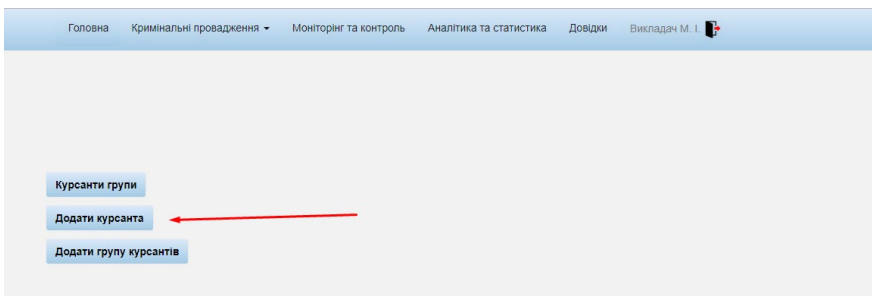 Головна Кримінальні провадження Моніторінг та контроль Аналітика та статистика Довідки Викладач М. І.
Курсанти групи
Додати курсанта
Додати групу курсантів